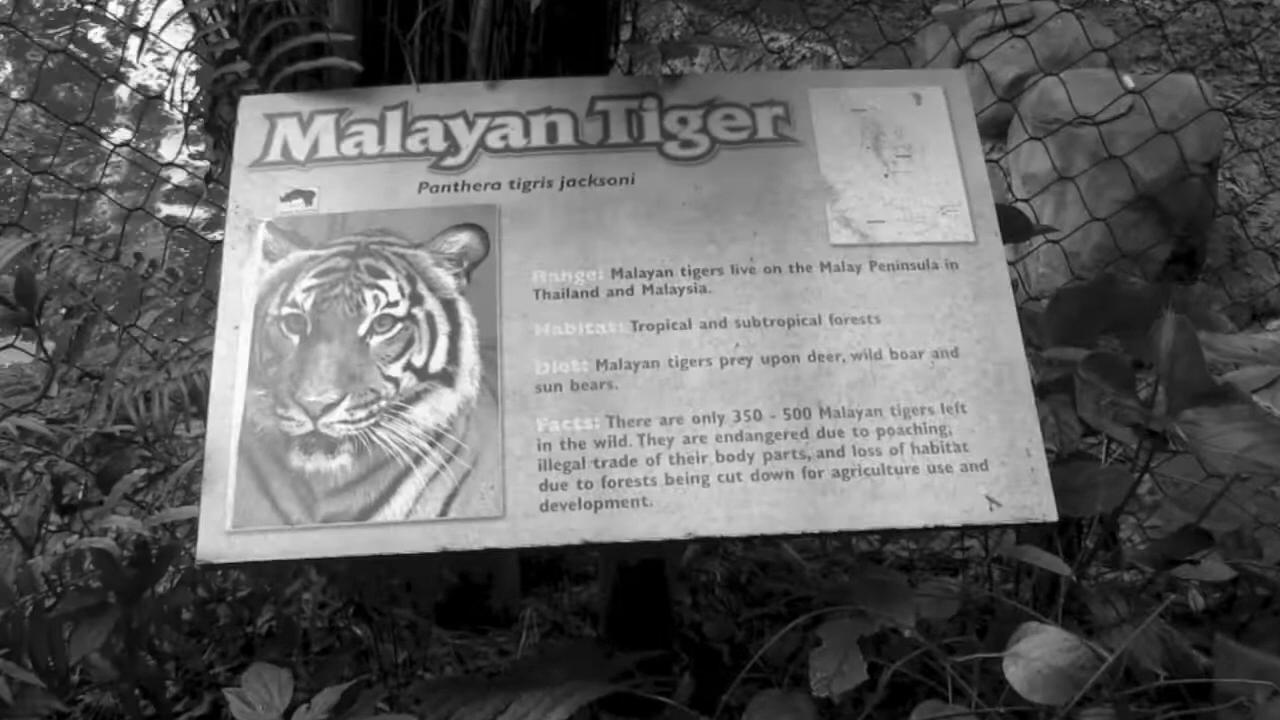 Malayan Tiger
Panthera tigris jacksoni
Range: Malayan tigers live on the Malay Peninsula in
Thailand and Malaysia.
Habitat: Tropical and subtropical forests
Diet: Malayan tigers prey upon deer, wild boar and
sun bears.
Facts: There are only 350 - 500 Malayan tigers left
in the wild. They are endangered due to poaching,
illegal trade of their body parts, and loss of habitat
due to forests being cut down for agriculture use and
development.